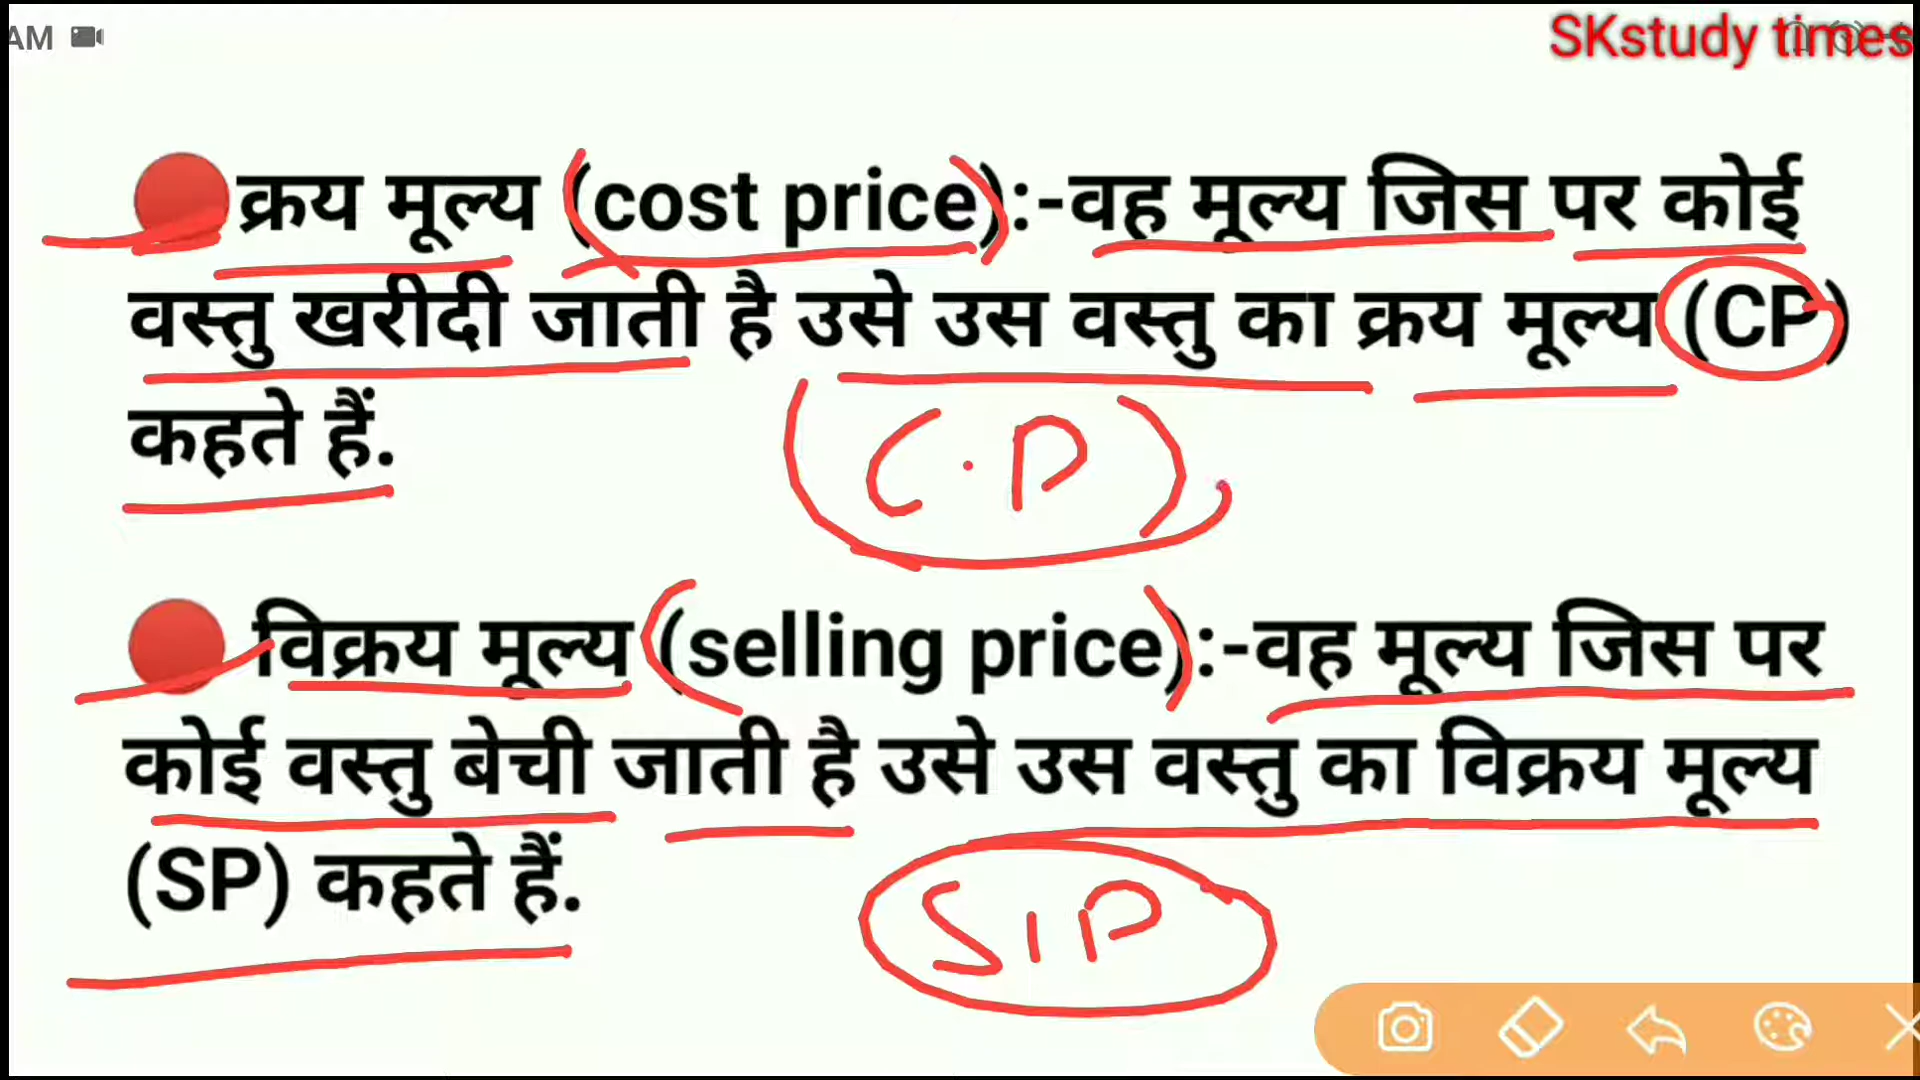 AM
SKstudy times
क्रय मूल्य (cost price):-वह मूल्य जिस पर कोई
वस्तु खरीदी जाती है उसे उस वस्तु का क्रय मूल्य (CP)
कहते हैं.
(C.P)
विक्रय मूल्य (selling price):-वह मूल्य जिस पर
कोई वस्तु बेची जाती है उसे उस वस्तु का विक्रय मूल्य
(SP) कहते हैं.
S|P